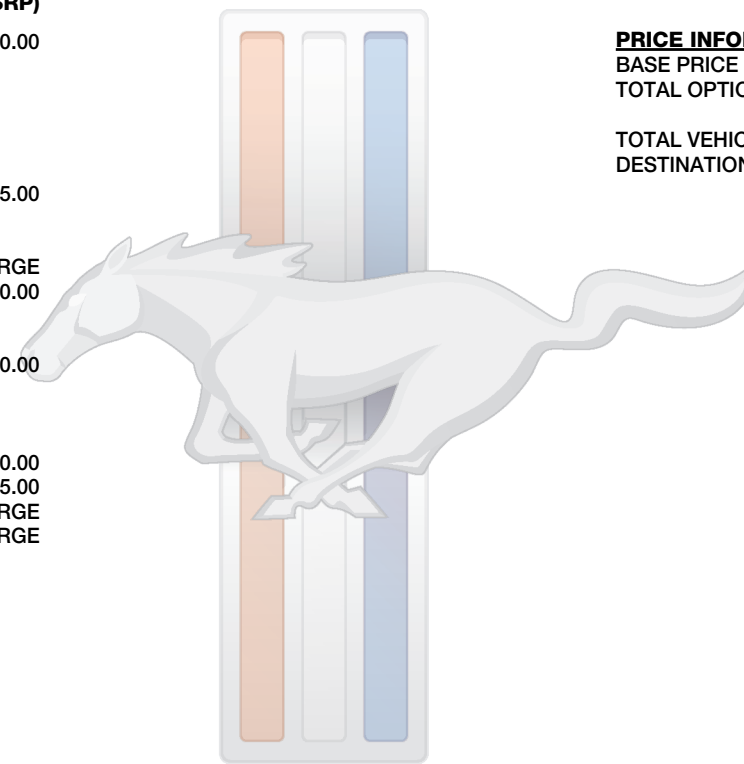 SRP)
0.00
5.00
RGE
0.00
0.00
0.00
5.00
RGE
RGE
PRICE INFO
BASE PRICE
TOTAL OPTIO
TOTAL VEHIC
DESTINATION